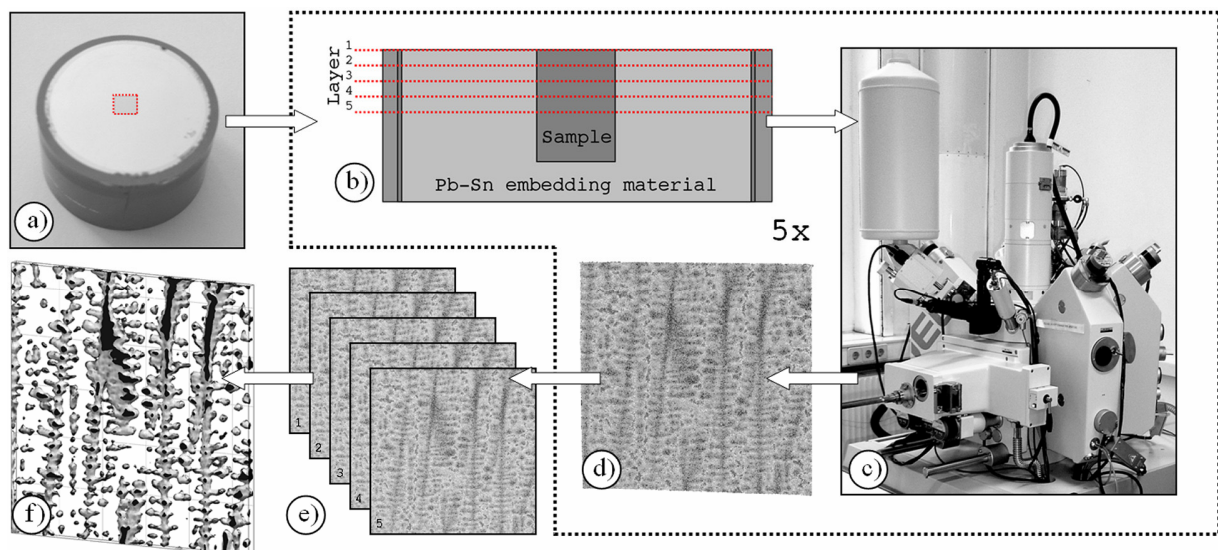 a)
Layer
1
2
3
4
5
Sample
Pb-Sn embedding material
b)
5x
c)
d)
1
2
3
4
5
e)
f)